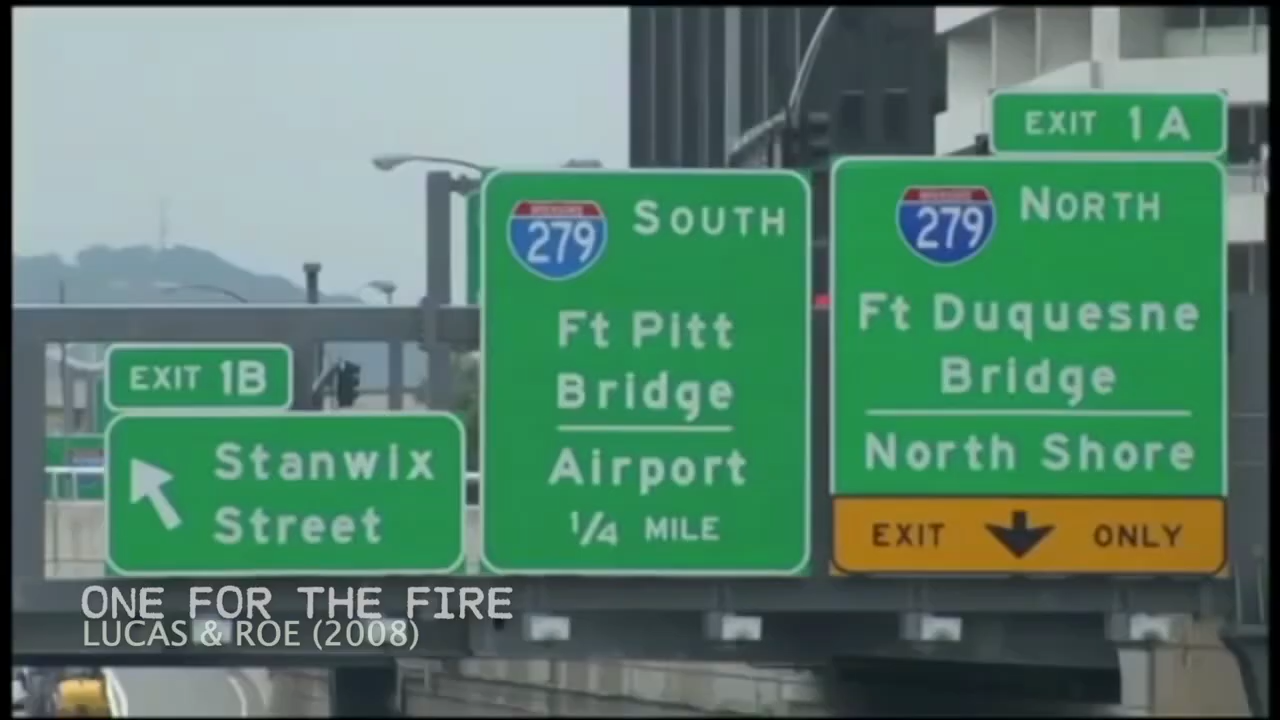 EXIT 1B
Stanwix
Street
279 SOUTH
Ft Pitt
Bridge
Airport
1/4 MILE
EXIT 1A
279 NORTH
Ft Duquesne
Bridge
North Shore
EXIT ONLY
ONE FOR THE FIRE
LUCAS & ROE (2008)